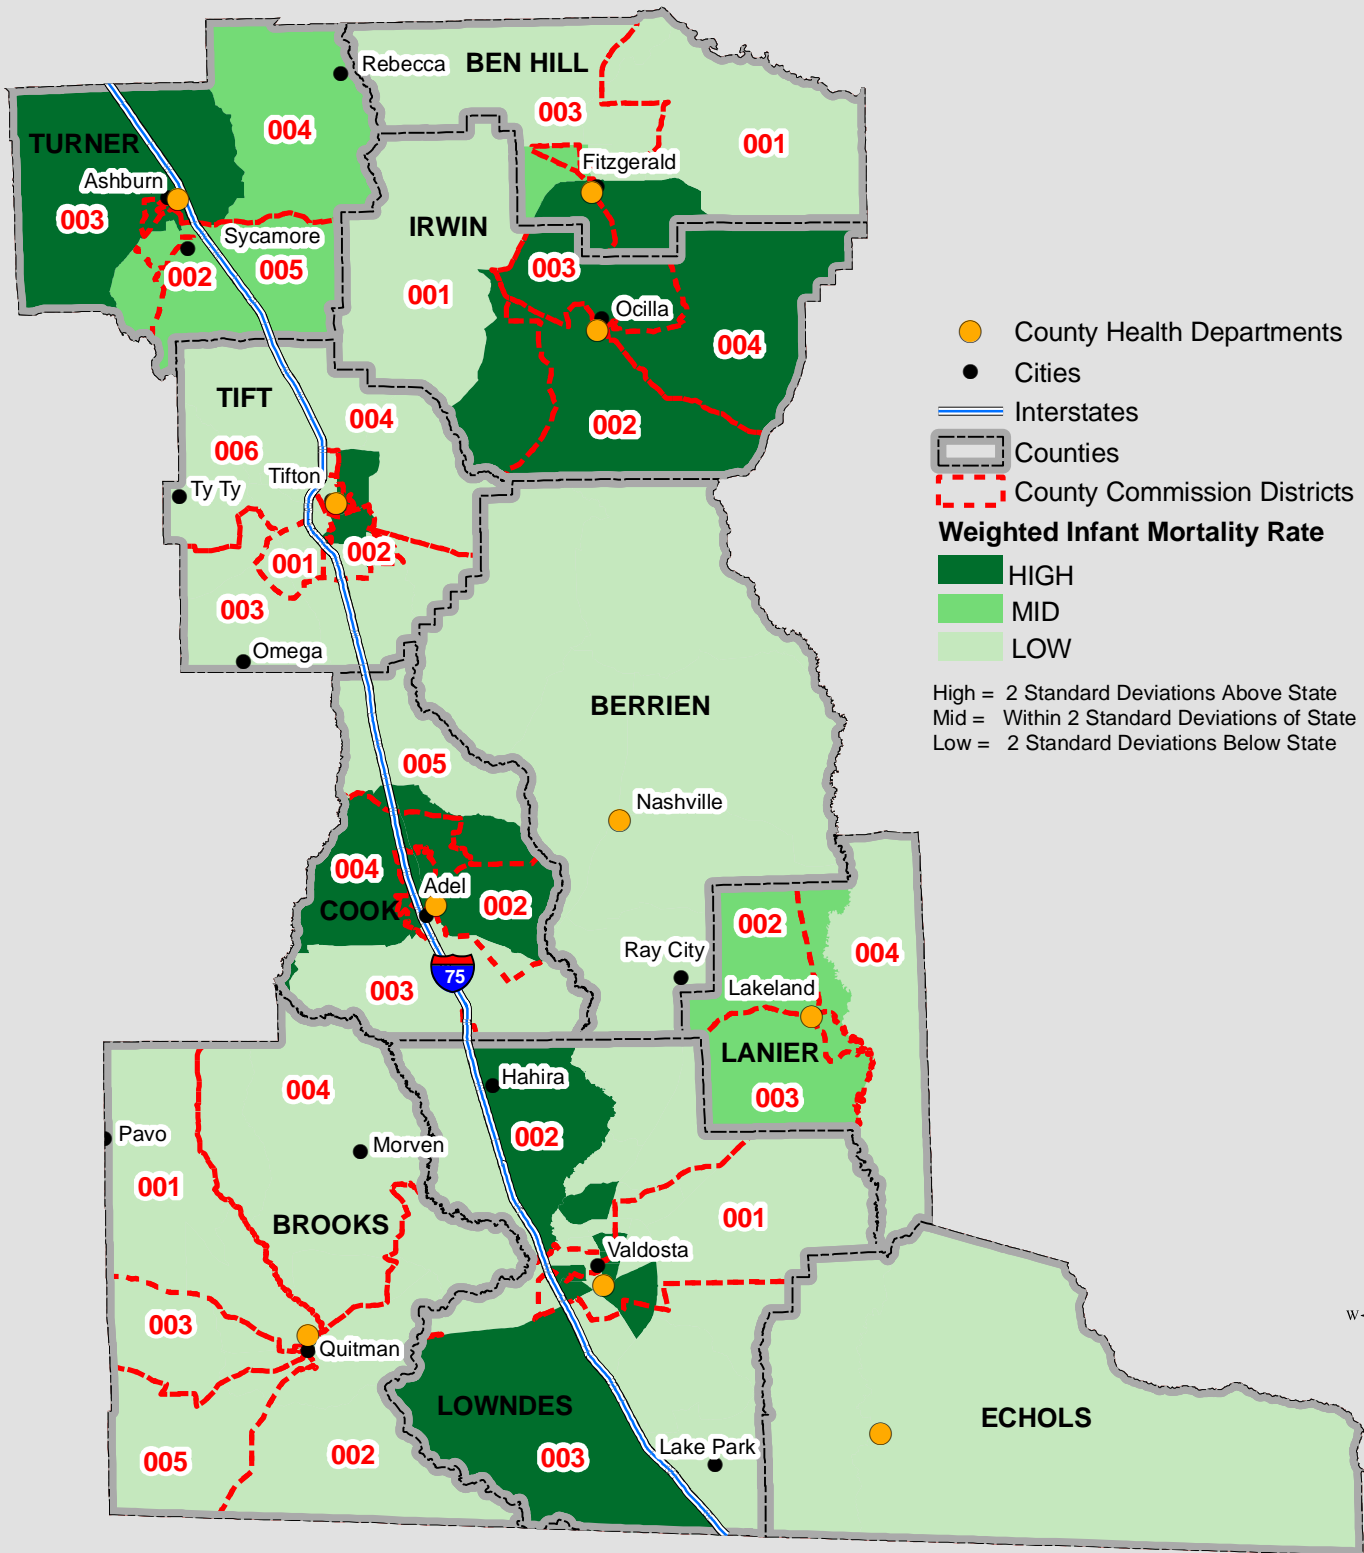 Rebecca
BEN HILL
003
001
004
TURNER
Ashburn
003
Fitzgerald
Sycamore
002
005
IRWIN
001
003
Ocilla
004
002
TIFT
004
006
Tifton
Ty Ty
001
002
003
Omega
BERRIEN
005
Nashville
004
Adel
COOK
002
75
003
Ray City
002
004
Lakeland
LANIER
003
Hahira
002
004
Pavo
Morven
001
BROOKS
001
Valdosta
003
Quitman
LOWNDES
005
002
003
Lake Park
ECHOLS
County Health Departments
Cities
Interstates
Counties
County Commission Districts
Weighted Infant Mortality Rate
HIGH
MID
LOW
High = 2 Standard Deviations Above State
Mid = Within 2 Standard Deviations of State
Low = 2 Standard Deviations Below State
W